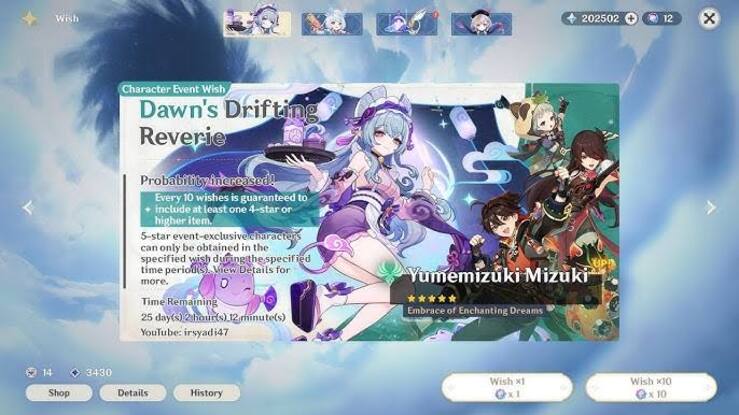 Wish
202502
12
Character Event Wish
Dawn's Drifting
Reverie
Probability increased!
Every 10 wishes is guaranteed to
include at least one 4-star or
higher item.
5-star event-exclusive characters
can only be obtained in the
specified wish during the specified
time period(s). View Details for
more.
Time Remaining
25 day(s) 2 hour(s) 12 minute(s)
YouTube: irsyadi47
UP!
Yumemizuki Mizuki
Embrace of Enchanting Dreams
14
3430
Shop
Details
History
Wish ×1
x 1
Wish ×10
x 10